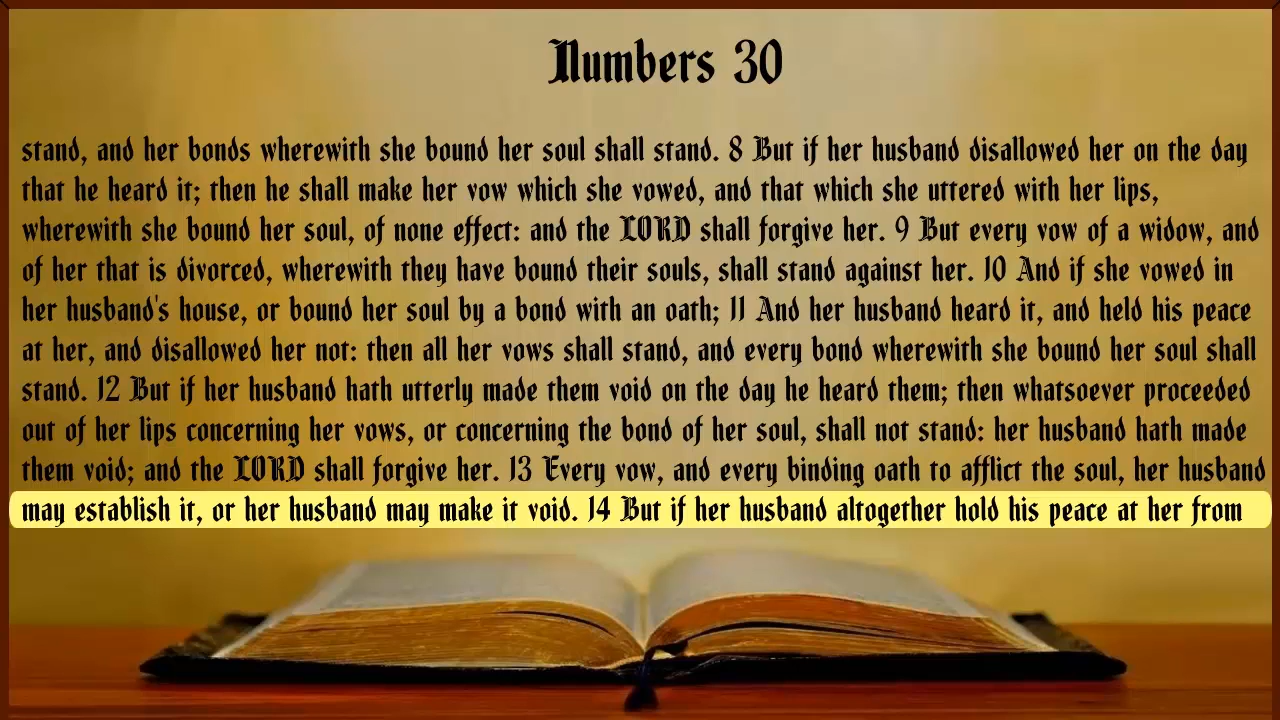 Numbers 30
stand, and her bonds wherewith she bound her soul shall stand. 8 But if her husband disallowed her on the day
that he heard it; then he shall make her vow which she vowed, and that which she uttered with her lips,
wherewith she bound her soul, of none effect: and the LORD shall forgive her. 9 But every vow of a widow, and
of her that is divorced, wherewith they have bound their souls, shall stand against her. 10 And if she vowed in
her husband's house, or bound her soul by a bond with an oath; 11 And her husband heard it, and held his peace
at her, and disallowed her not: then all her vows shall stand, and every bond wherewith she bound her soul shall
stand. 12 But if her husband hath utterly made them void on the day he heard them; then whatsoever proceeded
out of her lips concerning her vows, or concerning the bond of her soul, shall not stand: her husband hath made
them void; and the LORD shall forgive her. 13 Every vow, and every binding oath to afflict the soul, her husband
may establish it, or her husband may make it void. 14 But if her husband altogether hold his peace at her from